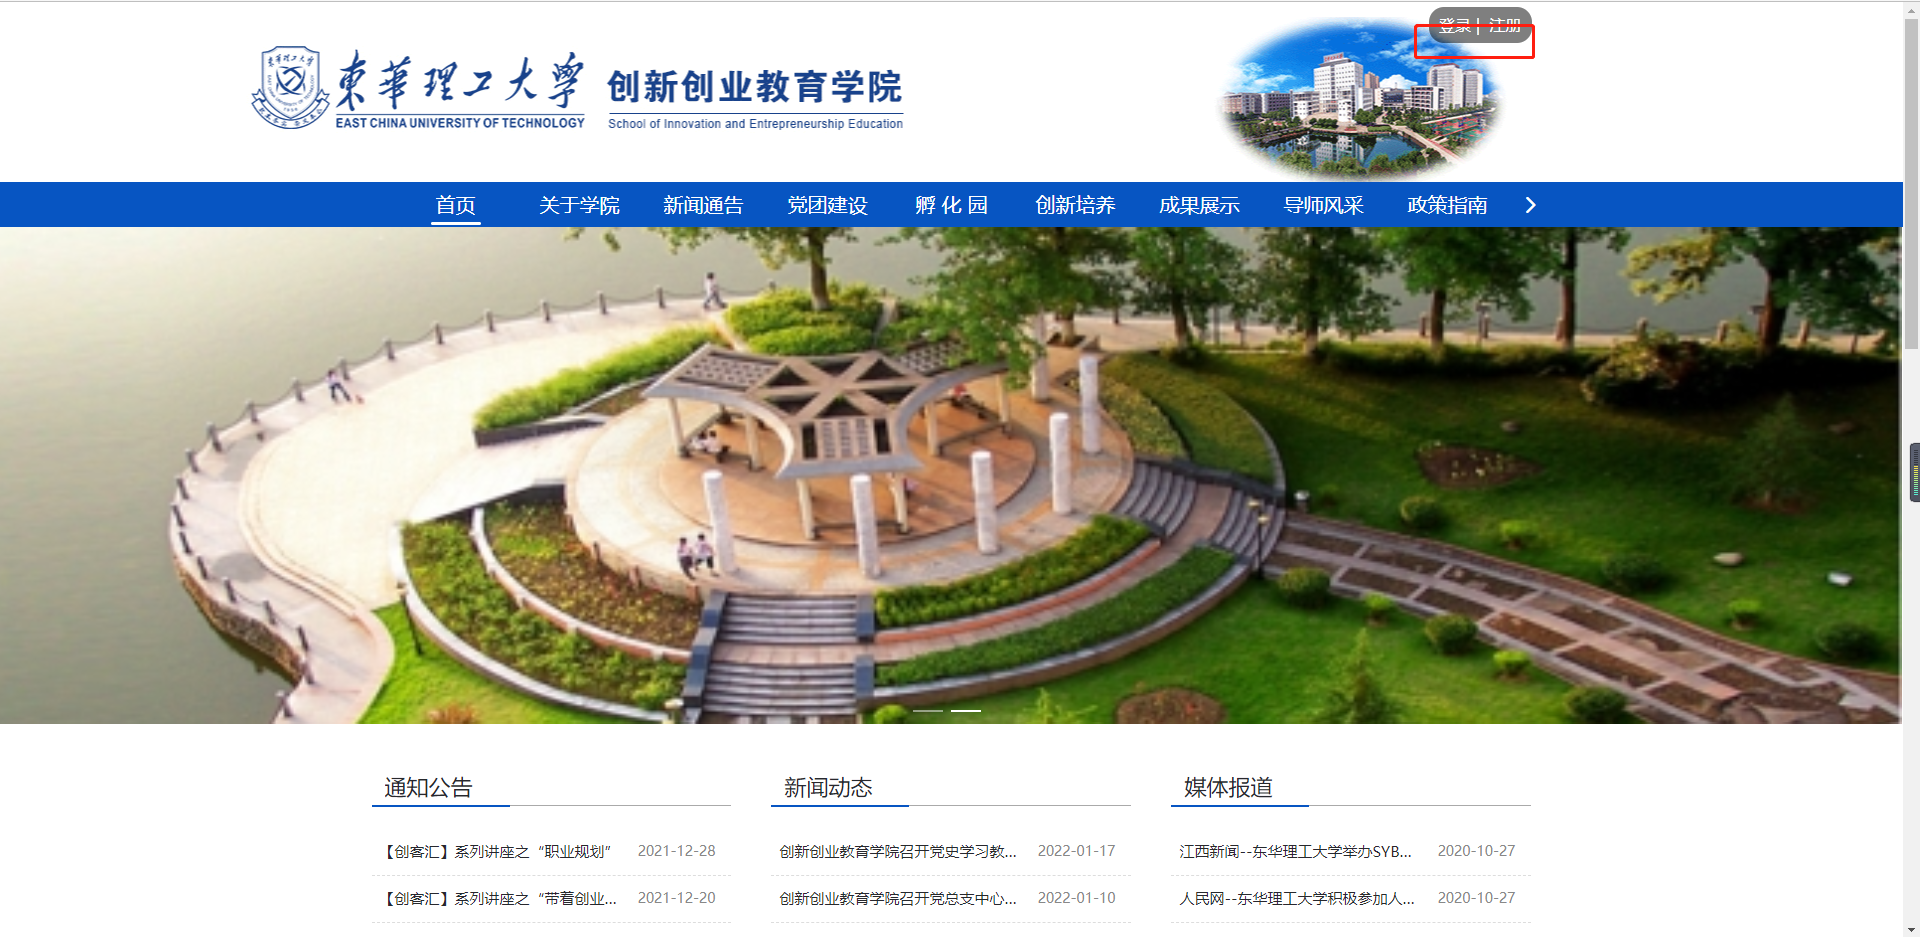 登录 | 注册
東華理工大学 创新创业教育学院
EAST CHINA UNIVERSITY OF TECHNOLOGY School of Innovation and Entrepreneurship Education
首页 关于学院 新闻通告 党团建设 孵 化 园 创新培养 成果展示 导师风采 政策指南
通知公告 新闻动态 媒体报道
【创客汇】系列讲座之“职业规划” 2021-12-28 创新创业教育学院召开党史学习教... 2022-01-17 江西新闻--东华理工大学举办SYB... 2020-10-27
【创客汇】系列讲座之“带着创业... 2021-12-20 创新创业教育学院召开党总支中心... 2022-01-10 人民网--东华理工大学积极参加人... 2020-10-27